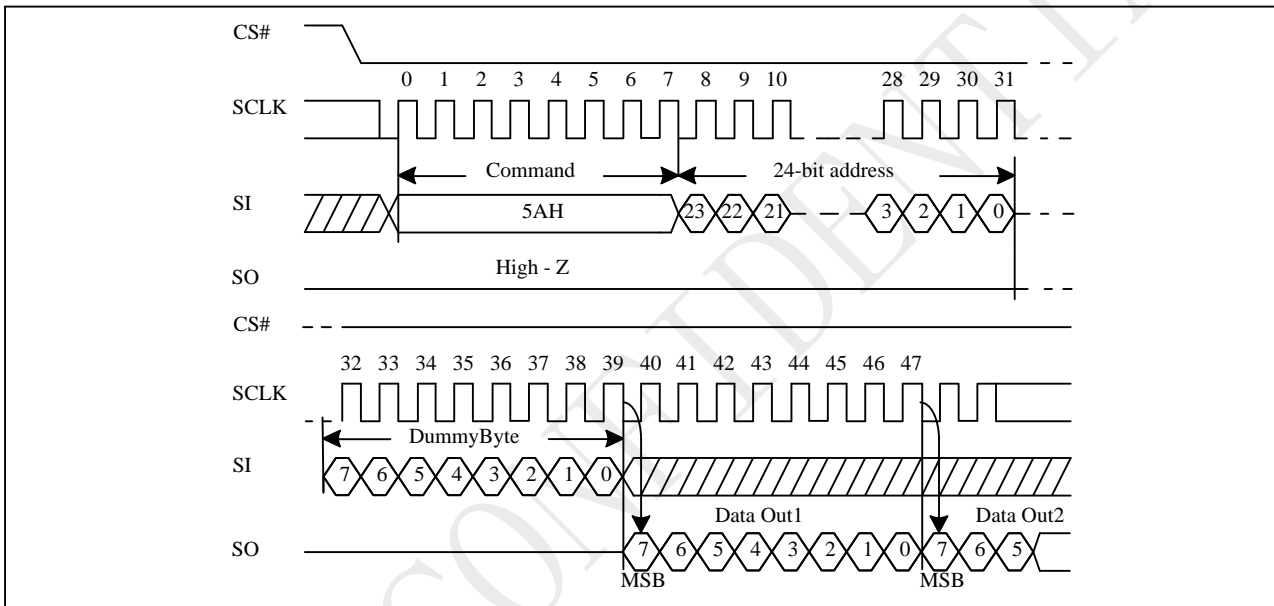 CS#
0 1 2 3 4 5 6 7 8 9 10 28 29 30 31
SCLK
Command 24-bit address
SI 5AH 23 22 21 3 2 1 0
High - Z
SO
CS#
32 33 34 35 36 37 38 39 40 41 42 43 44 45 46 47
SCLK
DummyByte
SI 7 6 5 4 3 2 1 0
Data Out1 Data Out2
SO 7 6 5 4 3 2 1 0 7 6 5
MSB MSB
CONFIDENTIA